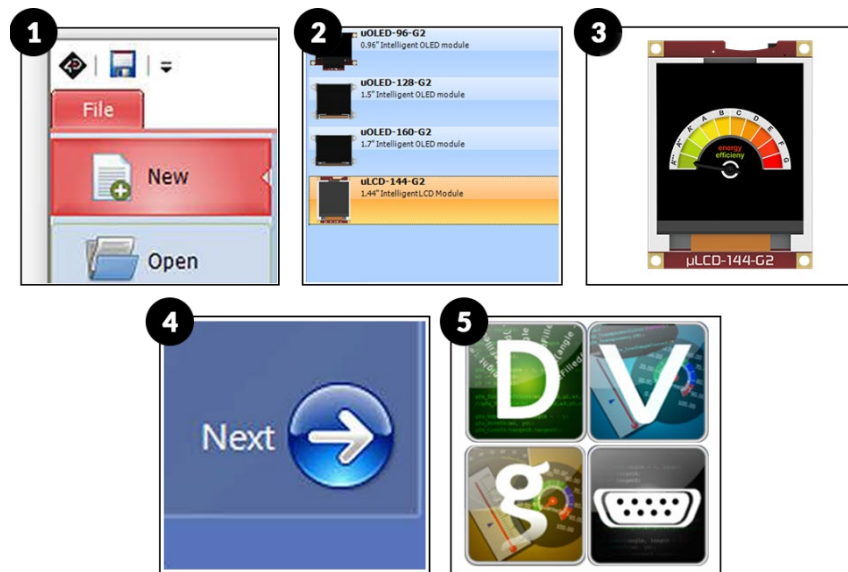 1
File
New
Open
2
uOLED-96-G2
0.96" Intelligent OLED module
uOLED-128-G2
1.5" Intelligent OLED module
uOLED-160-G2
1.7" Intelligent OLED module
uLCD-144-G2
1.44" Intelligent LCD Module
3
A B C D E F G
energy
efficieny
µLCD-144-G2
4
Next
5
D V
g